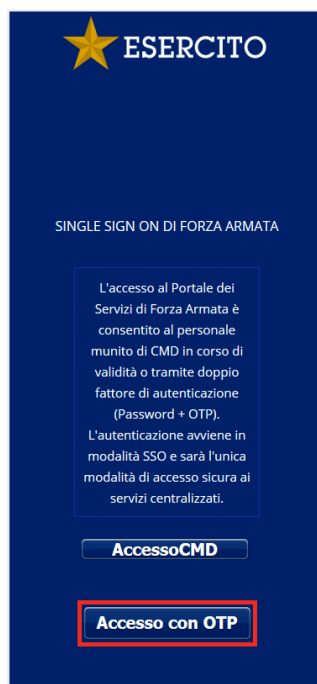 ESERCITO
SINGLE SIGN ON DI FORZA ARMATA
L'accesso al Portale dei
Servizi di Forza Armata è
consentito al personale
munito di CMD in corso di
validità o tramite doppio
fattore di autenticazione
(Password + OTP).
L'autenticazione avviene in
modalità SSO e sarà l'unica
modalità di accesso sicura ai
servizi centralizzati.
AccessoCMD
Accesso con OTP